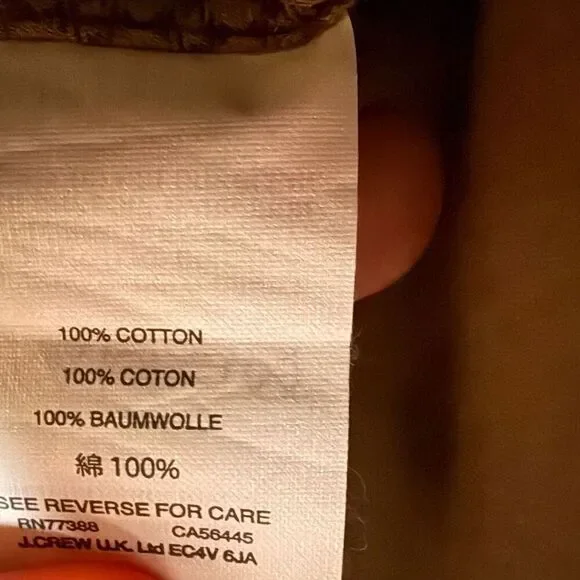 100% COTTON
100% COTON
100% BAUMWOLLE
綿 100%
SEE REVERSE FOR CARE
RN77388 CA56445
J.CREW U.K. Ltd EC4V 6JA